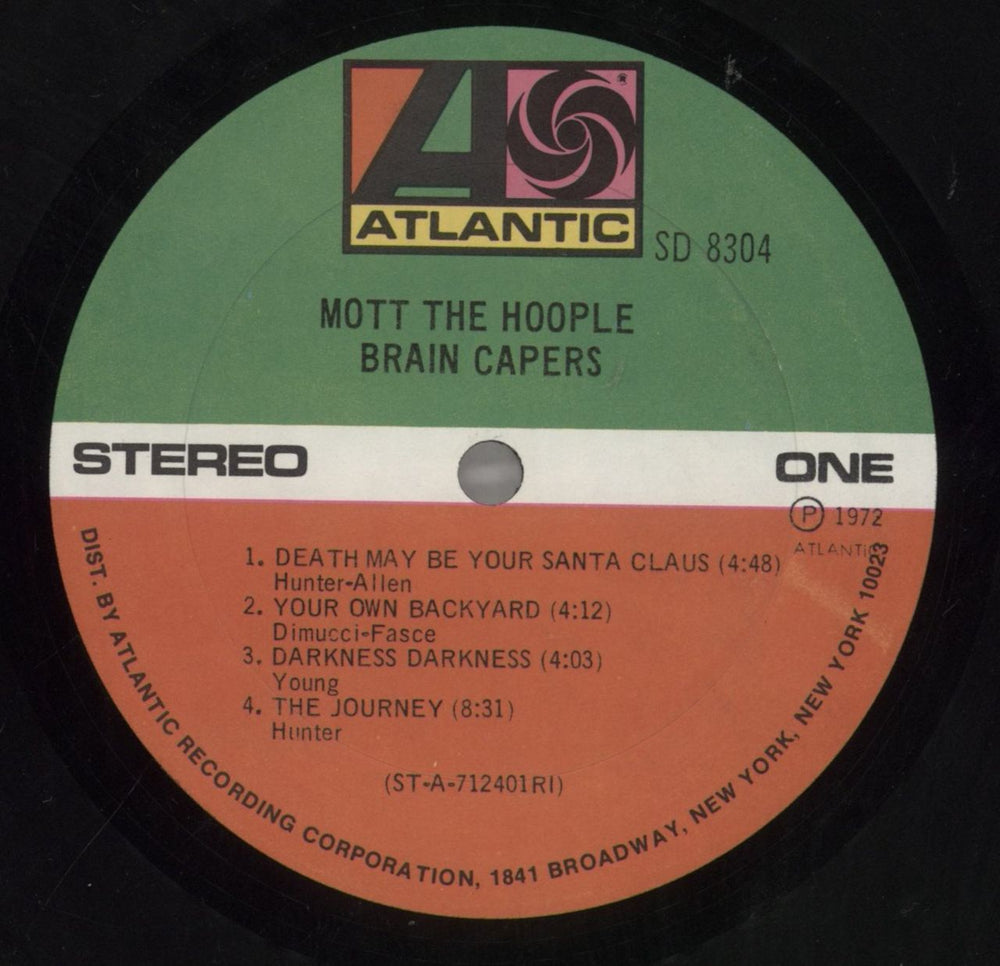 ATLANTIC
SD 8304
MOTT THE HOOPLE
BRAIN CAPERS
STEREO
ONE
Ⓟ 1972
ATLANTIC
1. DEATH MAY BE YOUR SANTA CLAUS (4:48)
Hunter-Allen
2. YOUR OWN BACKYARD (4:12)
Dimucci-Fasce
3. DARKNESS DARKNESS (4:03)
Young
4. THE JOURNEY (8:31)
Hunter
(ST-A-712401RI)
DIST. BY ATLANTIC RECORDING CORPORATION, 1841 BROADWAY, NEW YORK, NEW YORK 10023